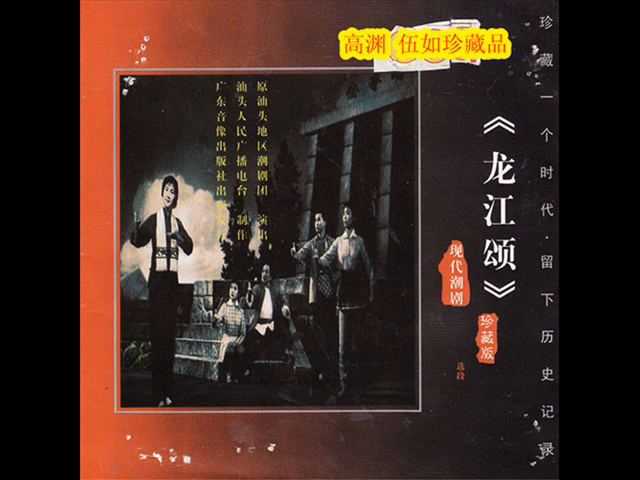 高渊 伍如珍藏品
珍藏一个时代·留下历史记录
《龙江颂》
现代潮剧
珍藏版
选段
原汕头地区潮剧团 演出
汕头人民广播电台 制作
广东音像出版社出版发行